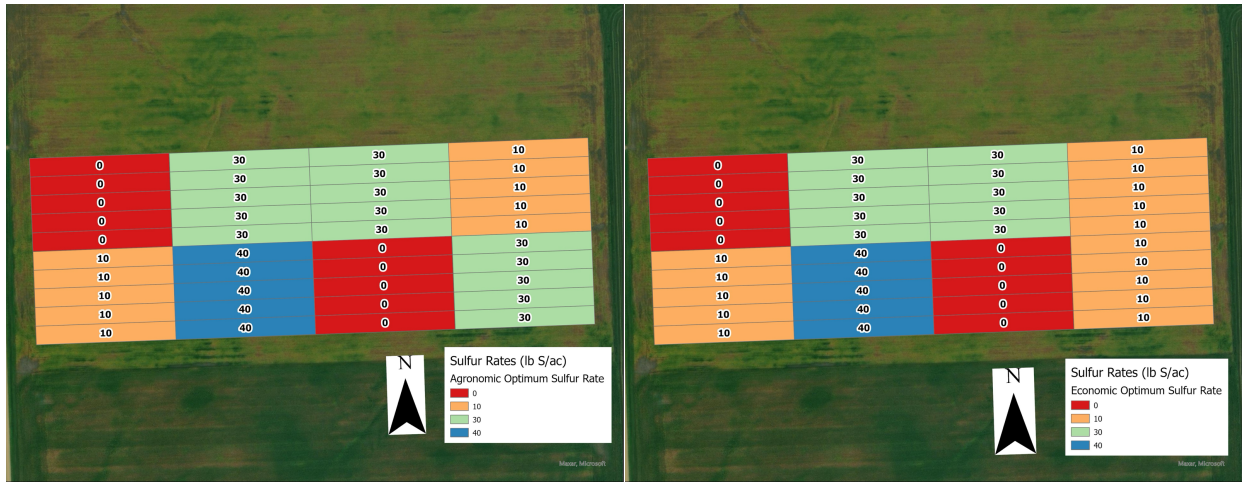 0 30 30 10
0 30 30 10
0 30 30 10
0 30 30 10
0 30 30 10
10 40 0 30
10 40 0 30
10 40 0 30
10 40 0 30
10 40 0 30
N
Sulfur Rates (lb S/ac)
Agronomic Optimum Sulfur Rate
0
10
30
40
Maxar, Microsoft
0 30 30 10
0 30 30 10
0 30 30 10
0 30 30 10
0 30 30 10
10 40 0 10
10 40 0 10
10 40 0 10
10 40 0 10
10 40 0 10
N
Sulfur Rates (lb S/ac)
Economic Optimum Sulfur Rate
0
10
30
40
Maxar, Microsoft